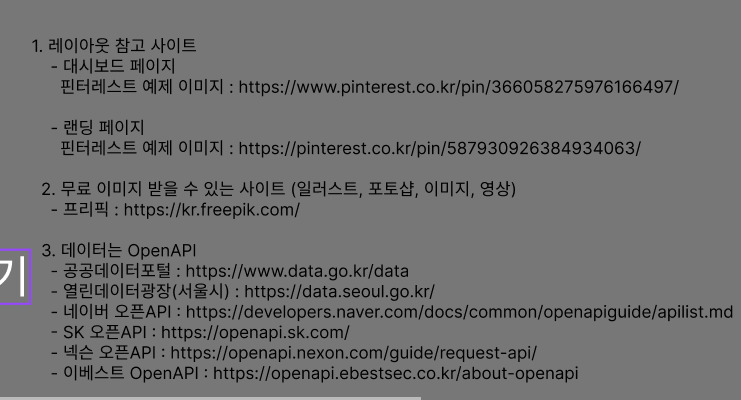 1. 레이아웃 참고 사이트
- 대시보드 페이지
핀터레스트 예제 이미지 : https://www.pinterest.co.kr/pin/366058275976166497/
- 랜딩 페이지
핀터레스트 예제 이미지 : https://pinterest.co.kr/pin/587930926384934063/
2. 무료 이미지 받을 수 있는 사이트 (일러스트, 포토샵, 이미지, 영상)
- 프리픽 : https://kr.freepik.com/
3. 데이터는 OpenAPI
- 공공데이터포털 : https://www.data.go.kr/data
- 열린데이터광장(서울시) : https://data.seoul.go.kr/
- 네이버 오픈API : https://developers.naver.com/docs/common/openapiguide/apilist.md
- SK 오픈API : https://openapi.sk.com/
- 넥슨 오픈API : https://openapi.nexon.com/guide/request-api/
- 이베스트 OpenAPI : https://openapi.ebestsec.co.kr/about-openapi
기